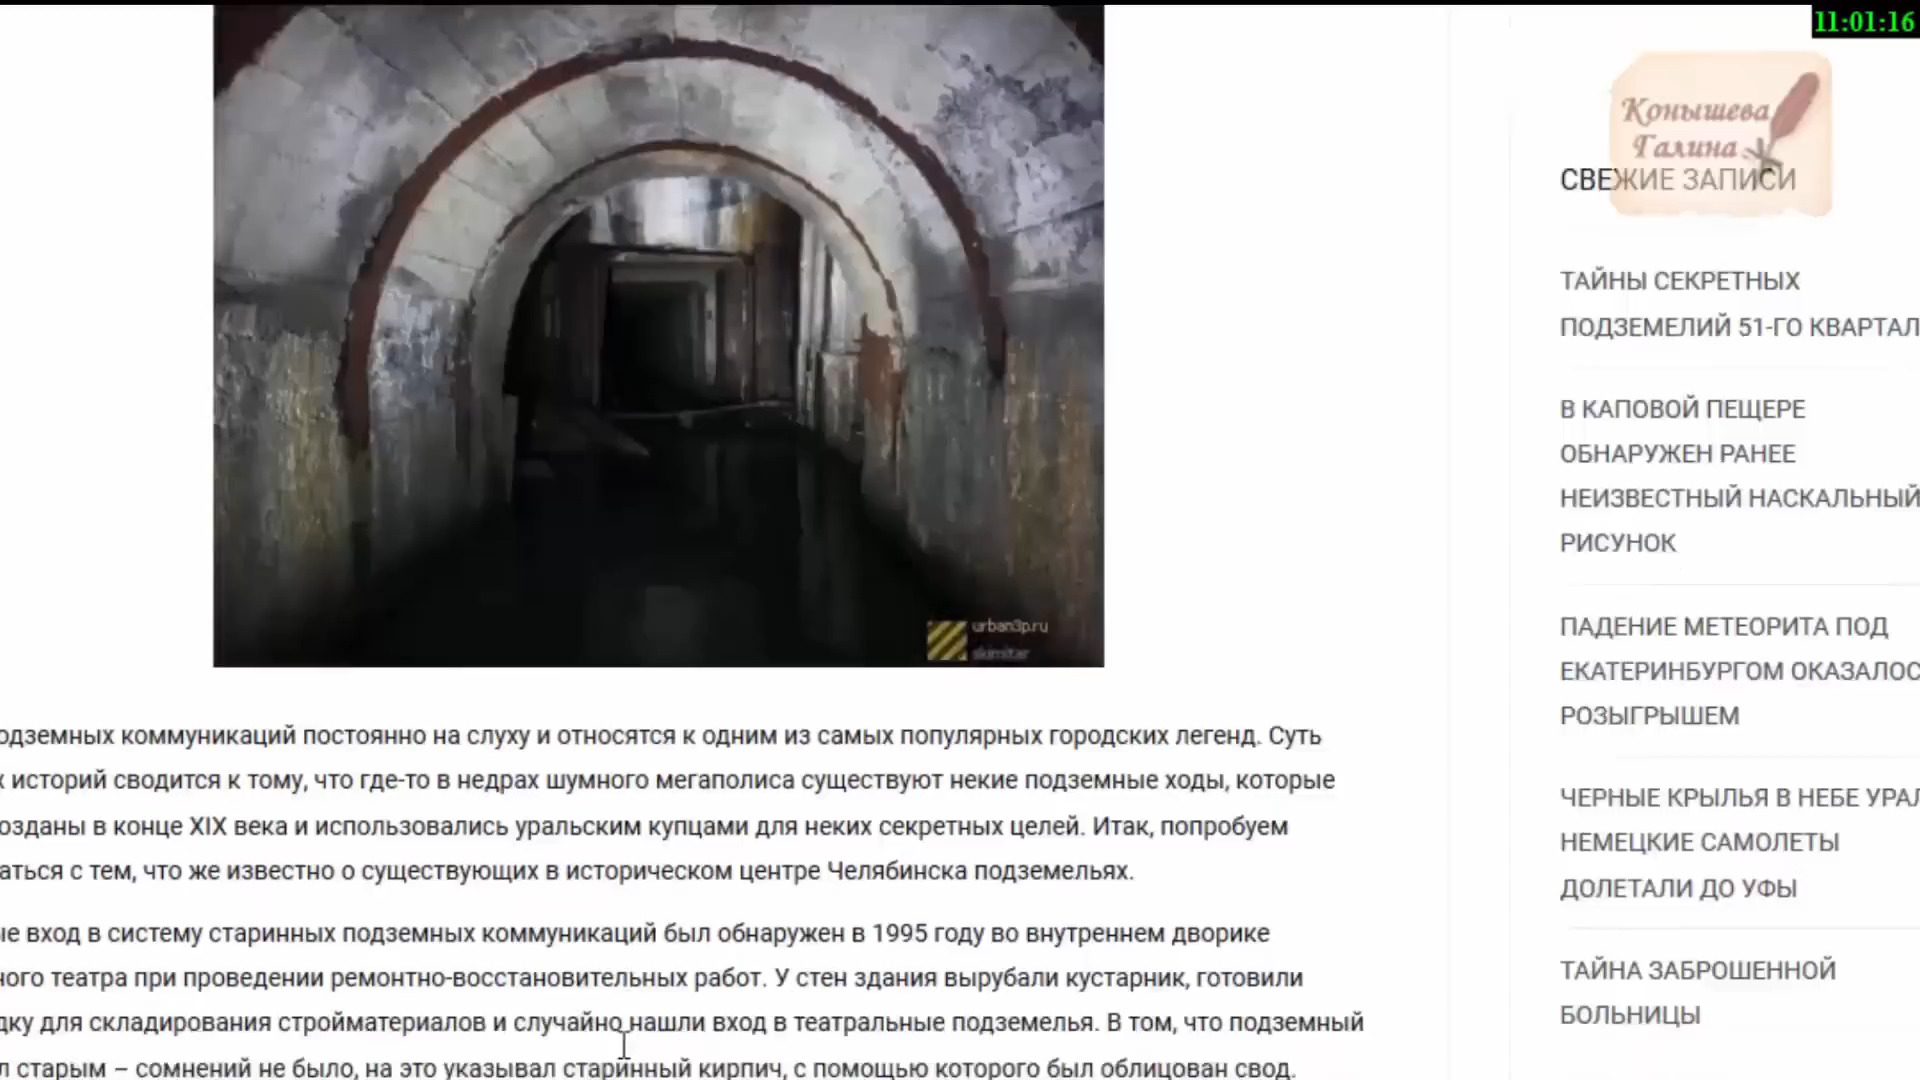 11:01:16
Конышева
Галина
СВЕЖИЕ ЗАПИСИ
ТАЙНЫ СЕКРЕТНЫХ
ПОДЗЕМЕЛИЙ 51-ГО КВАРТАЛ
В КАПОВОЙ ПЕЩЕРЕ
ОБНАРУЖЕН РАНЕЕ
НЕИЗВЕСТНЫЙ НАСКАЛЬНЫЙ
РИСУНОК
ПАДЕНИЕ МЕТЕОРИТА ПОД
ЕКАТЕРИНБУРГОМ ОКАЗАЛОС
РОЗЫГРЫШЕМ
ЧЕРНЫЕ КРЫЛЬЯ В НЕБЕ УРАЛ
НЕМЕЦКИЕ САМОЛЕТЫ
ДОЛЕТАЛИ ДО УФЫ
ТАЙНА ЗАБРОШЕННОЙ
БОЛЬНИЦЫ
urban3p.ru
skimitar
одземных коммуникаций постоянно на слуху и относятся к одним из самых популярных городских легенд. Суть
х историй сводится к тому, что где-то в недрах шумного мегаполиса существуют некие подземные ходы, которые
озданы в конце XIX века и использовались уральским купцами для неких секретных целей. Итак, попробуем
аться с тем, что же известно о существующих в историческом центре Челябинска подземельях.
ые вход в систему старинных подземных коммуникаций был обнаружен в 1995 году во внутреннем дворике
ного театра при проведении ремонтно-восстановительных работ. У стен здания вырубали кустарник, готовили
дку для складирования стройматериалов и случайно нашли вход в театральные подземелья. В том, что подземный
л старым – сомнений не было, на это указывал старинный кирпич, с помощью которого был облицован свод.